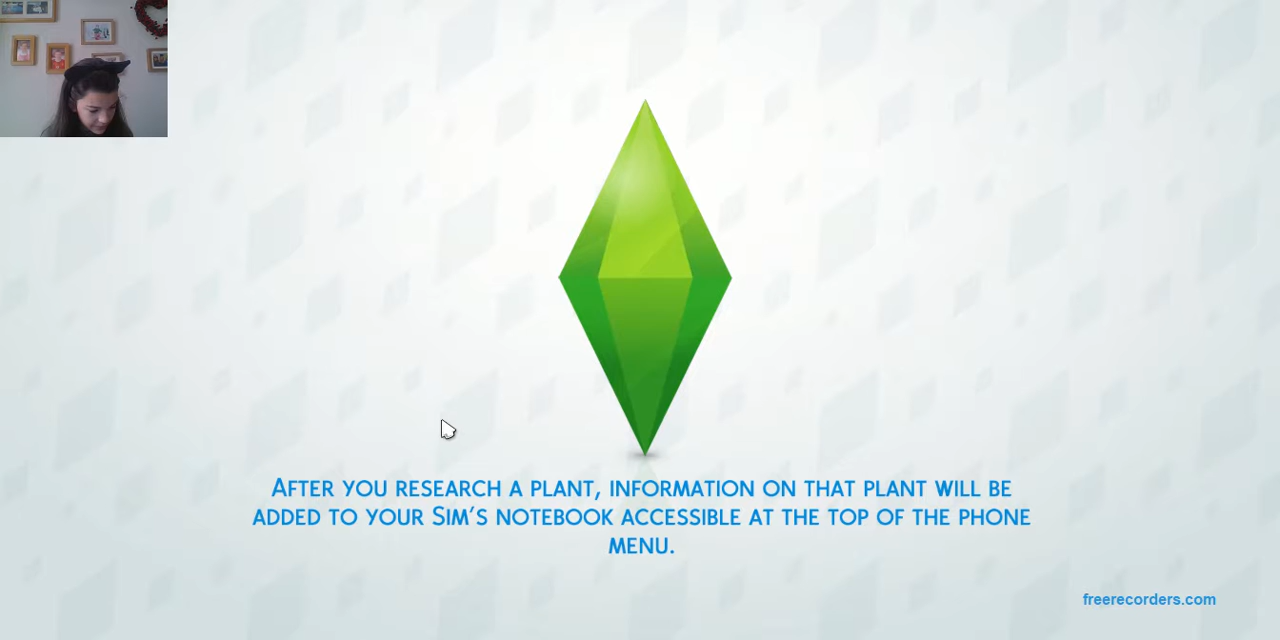 After you research a plant, information on that plant will be
added to your Sim's notebook accessible at the top of the phone
menu.
freerecorders.com